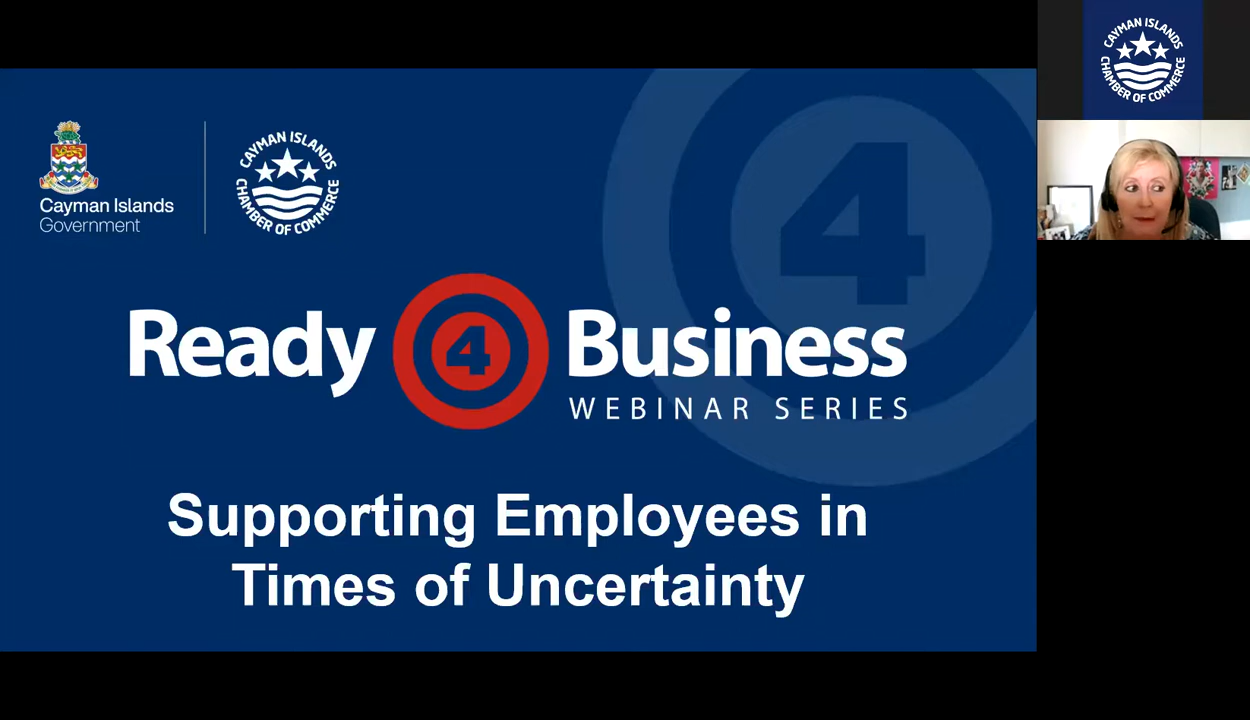 Cayman Islands
Government
CAYMAN ISLANDS
CHAMBER OF COMMERCE
4
Ready 4 Business
WEBINAR SERIES
Supporting Employees in
Times of Uncertainty
CAYMAN ISLANDS
CHAMBER OF COMMERCE